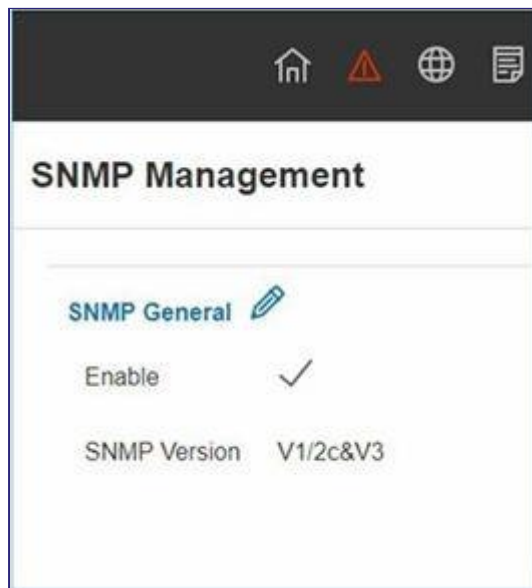 SNMP Management
SNMP General
Enable
SNMP Version V1/2c&V3